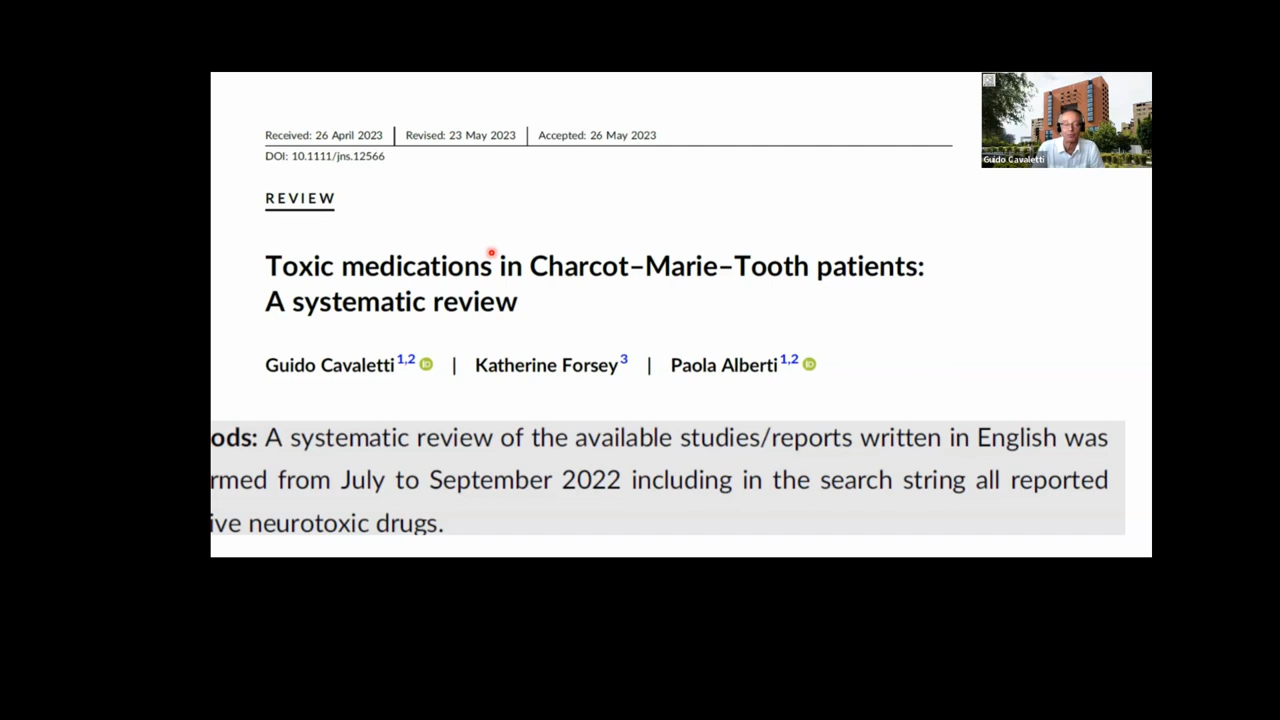 Received: 26 April 2023 | Revised: 23 May 2023 | Accepted: 26 May 2023
DOI: 10.1111/jns.12566
REVIEW
Toxic medications in Charcot–Marie–Tooth patients:
A systematic review
Guido Cavaletti 1,2 | Katherine Forsey 3 | Paola Alberti 1,2
ods: A systematic review of the available studies/reports written in English was
rmed from July to September 2022 including in the search string all reported
ive neurotoxic drugs.
Guido Cavaletti